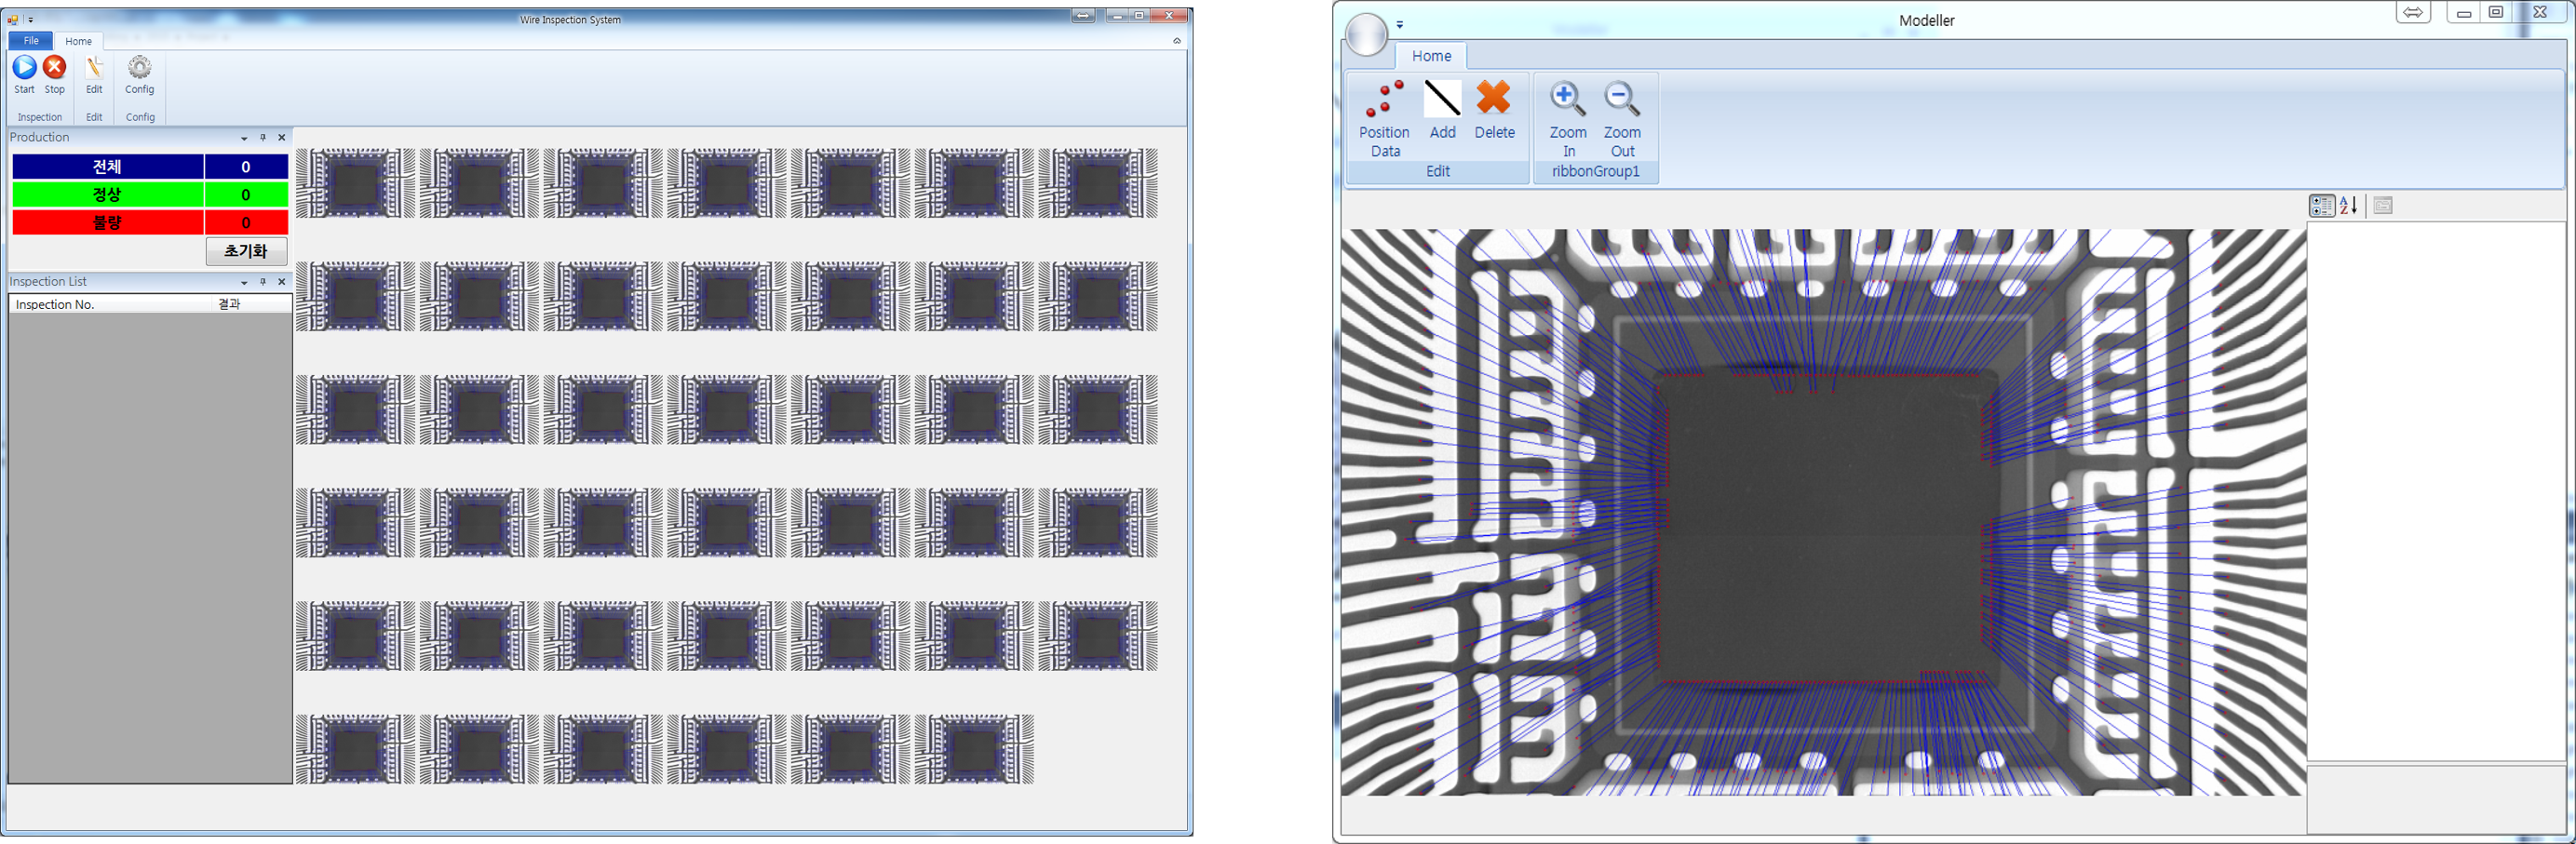 Wire Inspection System
File Home
Start Stop Edit Config
Inspection Edit Config
Production
전체 0
정상 0
불량 0
초기화
Inspection List
Inspection No. 결과
Modeller
Home
Position Data Add Delete Zoom In Zoom Out
Edit ribbonGroup1
A
Z